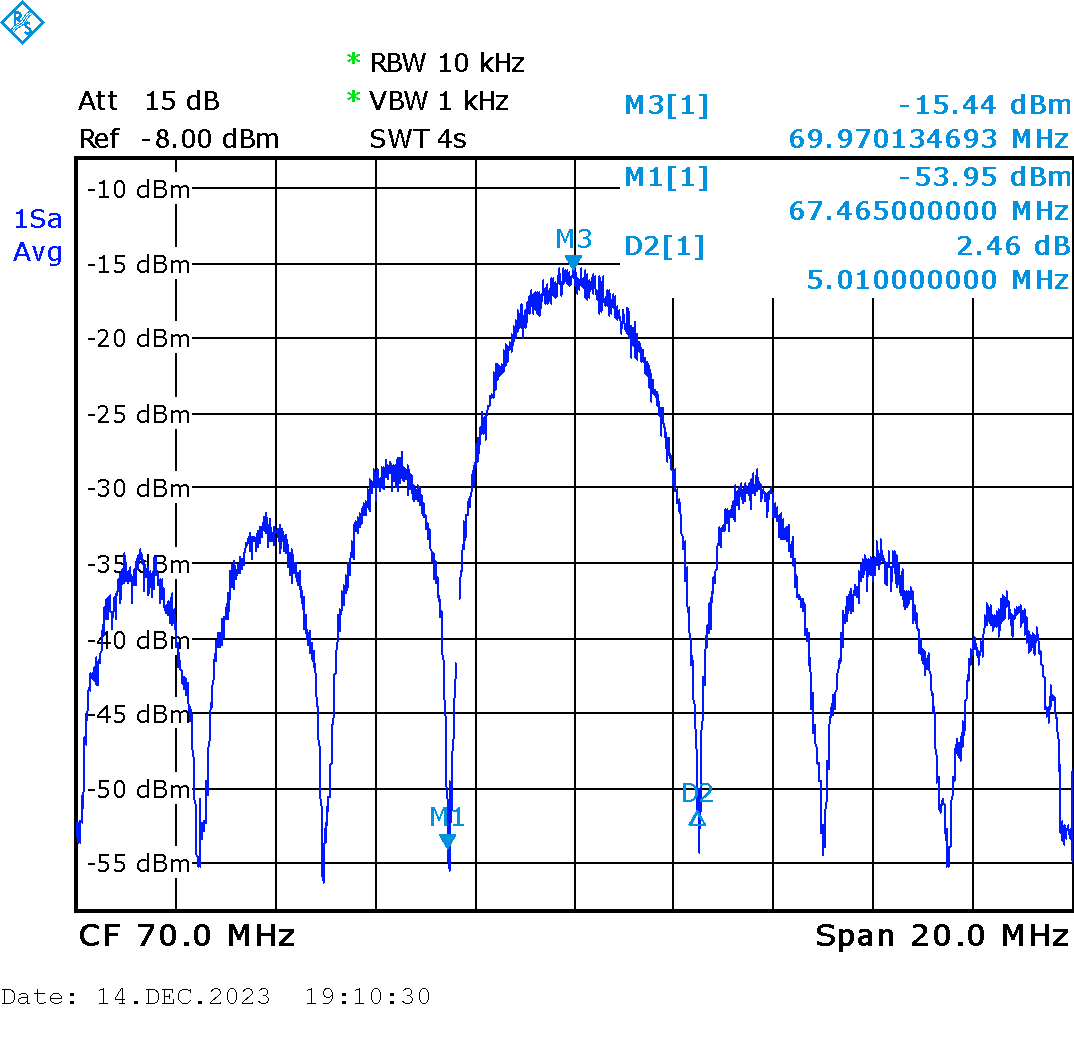 R S
* RBW 10 kHz
Att 15 dB * VBW 1 kHz
Ref -8.00 dBm SWT 4s
M3[1] -15.44 dBm
69.970134693 MHz
M1[1] -53.95 dBm
67.465000000 MHz
D2[1] 2.46 dB
5.010000000 MHz
1Sa
Avg
-10 dBm
-15 dBm
-20 dBm
-25 dBm
-30 dBm
-35 dBm
-40 dBm
-45 dBm
-50 dBm
-55 dBm
M3
D2
M1
CF 70.0 MHz Span 20.0 MHz
Date: 14.DEC.2023 19:10:30